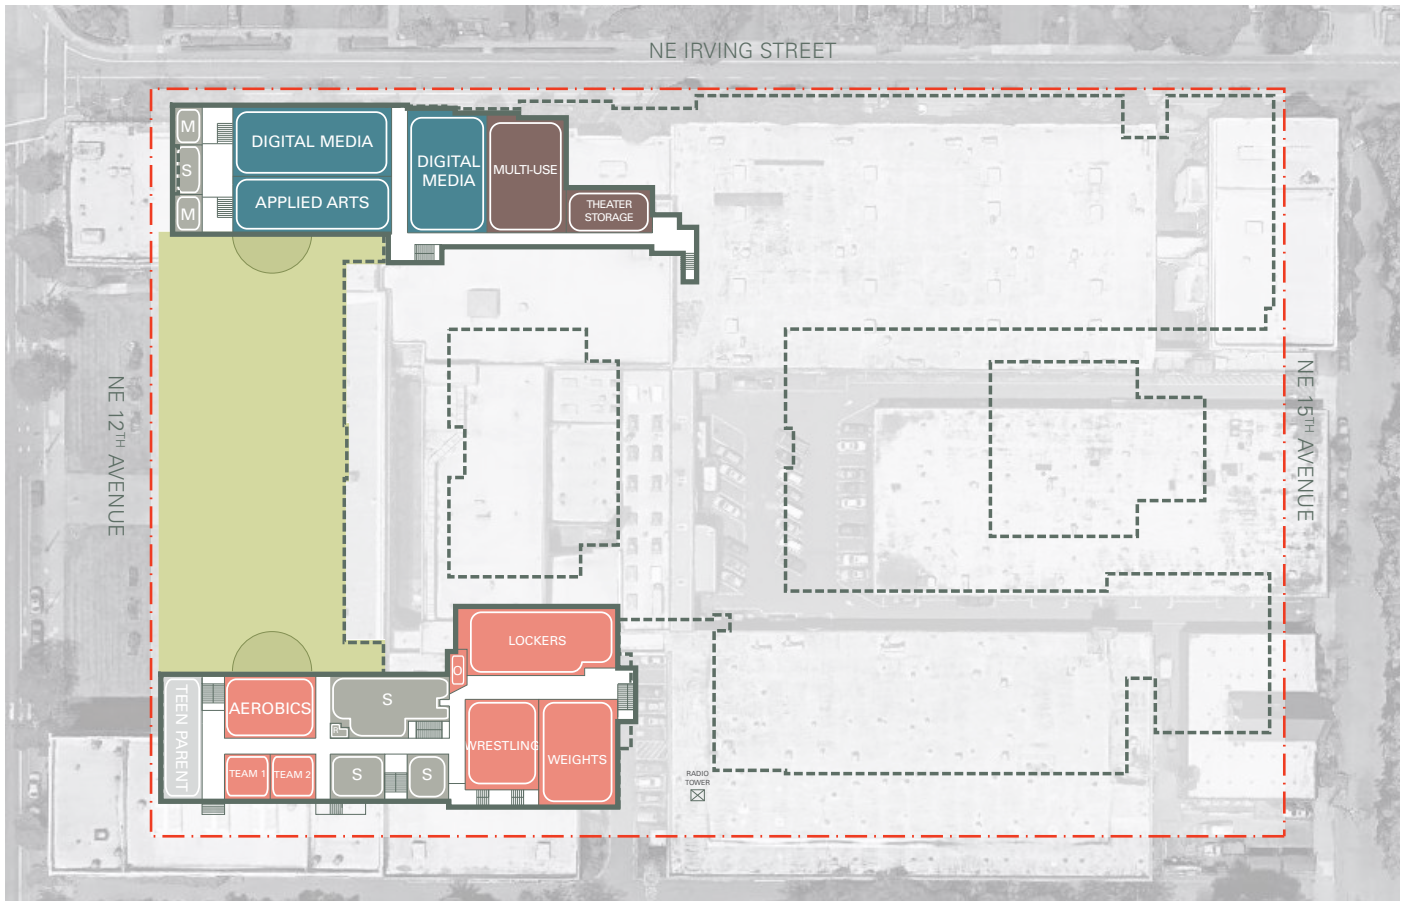 NE IRVING STREET
M
DIGITAL MEDIA
DIGITAL
MEDIA
MULTI-USE
S
APPLIED ARTS
THEATER
STORAGE
M
NE 12TH AVENUE
NE 15TH AVENUE
LOCKERS
O
TEEN PARENT
AEROBICS
S
WRESTLING
WEIGHTS
TEAM 1
TEAM 2
S
S
RADIO
TOWER